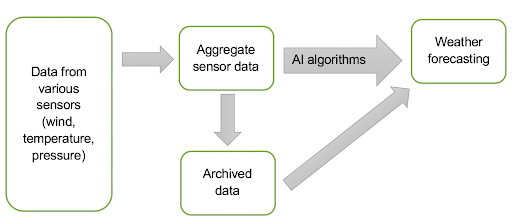 Data from
various
sensors
(wind,
temperature,
pressure)
Aggregate
sensor data
AI algorithms
Weather
forecasting
Archived
data